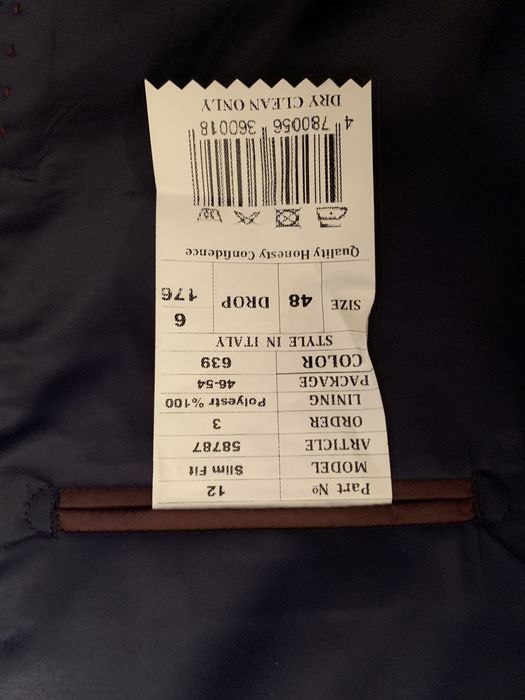 Part Nº 12
MODEL Slim Fit
ARTICLE 58787
ORDER 3
LINING Polyestr %100
PACKAGE 46-54
COLOR 639
STYLE IN ITALY
SIZE 48 DROP 6
176
Quality Honesty Confidence
4 780056 360018
DRY CLEAN ONLY